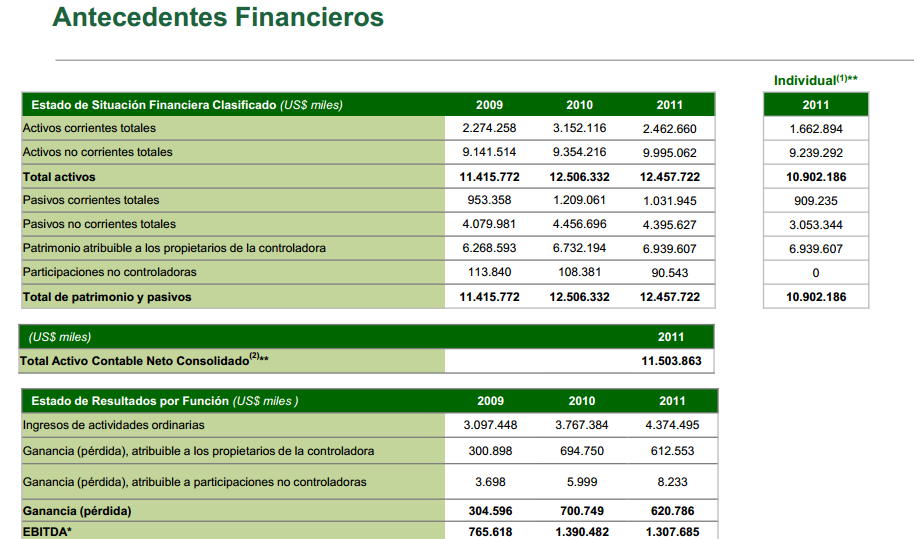 Antecedentes Financieros
Individual(1)**
Estado de Situación Financiera Clasificado (US$ miles) 2009 2010 2011 2011
Activos corrientes totales 2.274.258 3.152.116 2.462.660 1.662.894
Activos no corrientes totales 9.141.514 9.354.216 9.995.062 9.239.292
Total activos 11.415.772 12.506.332 12.457.722 10.902.186
Pasivos corrientes totales 953.358 1.209.061 1.031.945 909.235
Pasivos no corrientes totales 4.079.981 4.456.696 4.395.627 3.053.344
Patrimonio atribuible a los propietarios de la controladora 6.268.593 6.732.194 6.939.607 6.939.607
Participaciones no controladoras 113.840 108.381 90.543 0
Total de patrimonio y pasivos 11.415.772 12.506.332 12.457.722 10.902.186
(US$ miles) 2011
Total Activo Contable Neto Consolidado(2)** 11.503.863
Estado de Resultados por Función (US$ miles ) 2009 2010 2011
Ingresos de actividades ordinarias 3.097.448 3.767.384 4.374.495
Ganancia (pérdida), atribuible a los propietarios de la controladora 300.898 694.750 612.553
Ganancia (pérdida), atribuible a participaciones no controladoras 3.698 5.999 8.233
Ganancia (pérdida) 304.596 700.749 620.786
EBITDA* 765.618 1.390.482 1.307.685